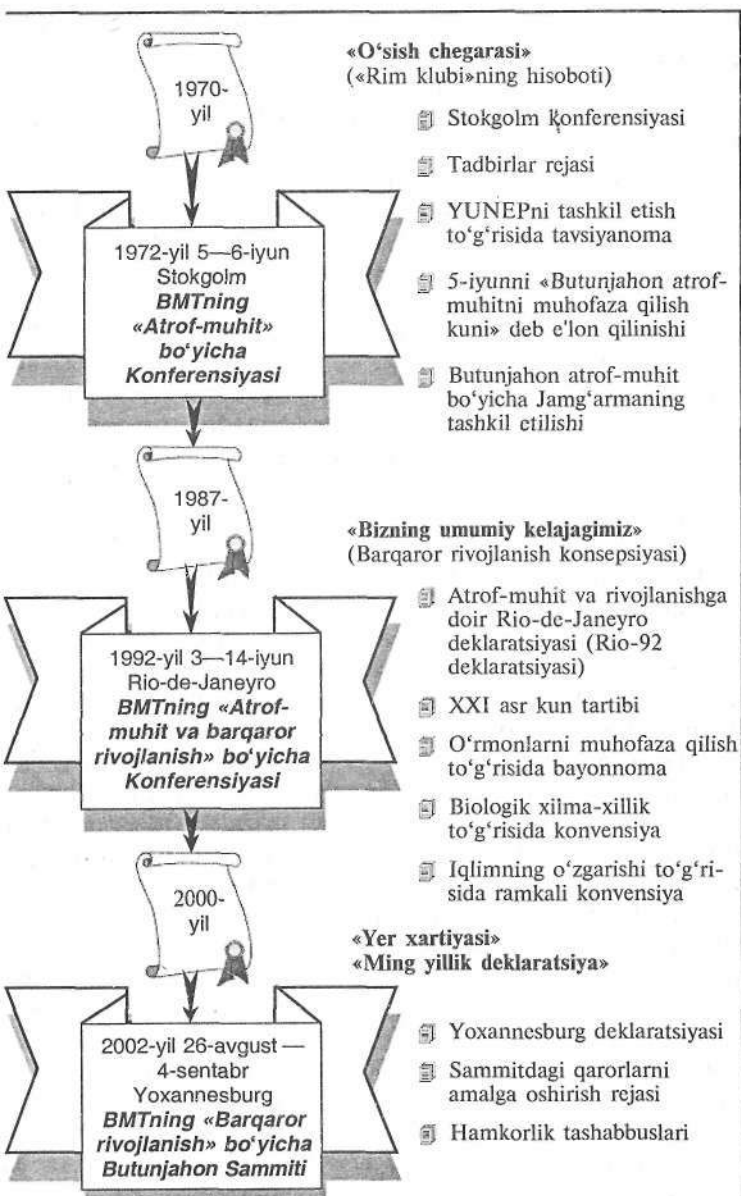 1970-
yil
«O‘sish chegarasi»
(«Rim klubi»ning hisoboti)
Stokgolm konferensiyasi
Tadbirlar rejasi
YUNEPni tashkil etish
to‘g‘risida tavsiyanoma
5-iyunni «Butunjahon atrof-
muhitni muhofaza qilish
kuni» deb e'lon qilinishi
Butunjahon atrof-muhit
bo‘yicha Jamg‘armaning
tashkil etilishi
1972-yil 5—6-iyun
Stokgolm
BMTning
«Atrof-muhit»
bo‘yicha
Konferensiyasi
1987-
yil
«Bizning umumiy kelajagimiz»
(Barqaror rivojlanish konsepsiyasi)
Atrof-muhit va rivojlanishga
doir Rio-de-Janeyro
deklaratsiyasi (Rio-92
deklaratsiyasi)
XXI asr kun tartibi
O‘rmonlarni muhofaza qilish
to‘g‘risida bayonnoma
Biologik xilma-xillik
to‘g‘risida konvensiya
Iqlimning o‘zgarishi to‘g‘ri-
sida ramkali konvensiya
1992-yil 3—14-iyun
Rio-de-Janeyro
BMTning «Atrof-
muhit va barqaror
rivojlanish» bo‘yicha
Konferensiyasi
2000-
yil
«Yer xartiyasi»
«Ming yillik deklaratsiya»
Yoxannesburg deklaratsiyasi
Sammitdagi qarorlarni
amalga oshirish rejasi
Hamkorlik tashabbuslari
2002-yil 26-avgust —
4-sentabr
Yoxannesburg
BMTning «Barqaror
rivojlanish» bo‘yicha
Butunjahon Sammiti